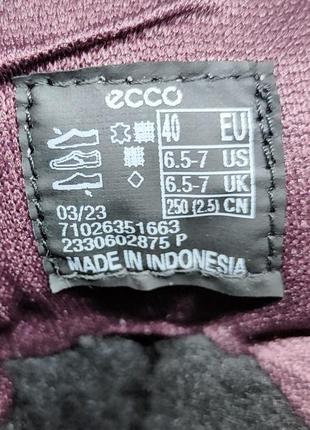 ecco
40 EU
6.5-7 US
6.5-7 UK
250 (2.5) CN
03/23
71026351663
2330602875 P
MADE IN INDONESIA